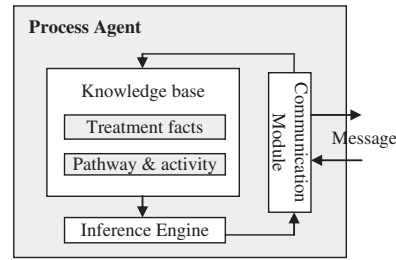 Process Agent
Knowledge base
Treatment facts
Pathway & activity
Inference Engine
Communication
Module
Message